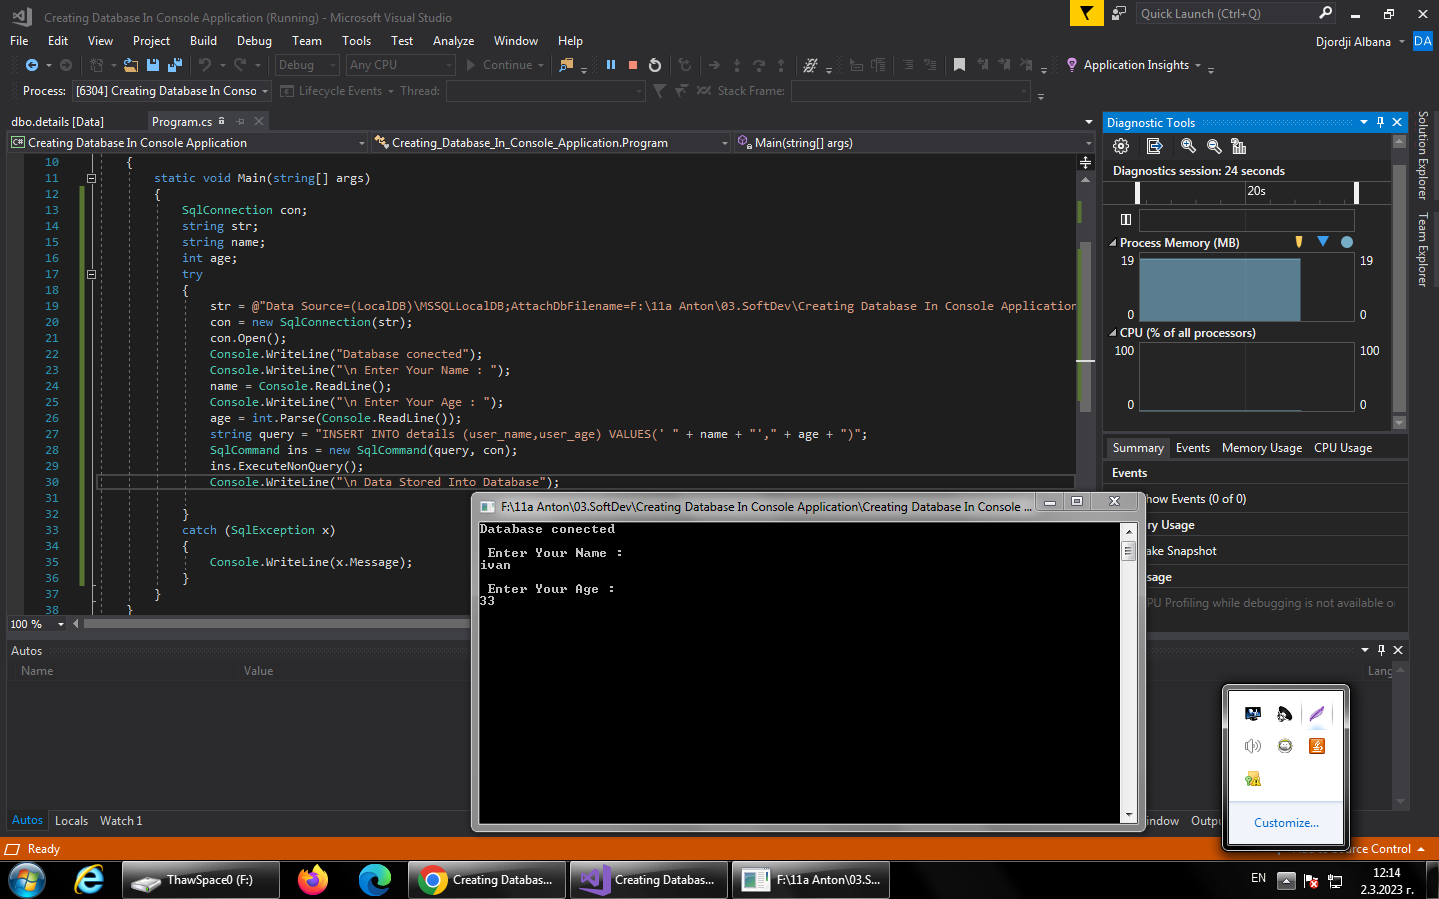 Creating Database In Console Application (Running) - Microsoft Visual Studio
Quick Launch (Ctrl+Q)
File Edit View Project Build Debug Team Tools Test Analyze Window Help
Djordji Albana DA
Debug Any CPU Continue Application Insights
Process: [6304] Creating Database In Conso Lifecycle Events Thread: Stack Frame:
dbo.details [Data] Program.cs
Creating Database In Console Application Creating_Database_In_Console_Application.Program Main(string[] args)
10 {
11 static void Main(string[] args)
12 {
13 SqlConnection con;
14 string str;
15 string name;
16 int age;
17 try
18 {
19 str = @"Data Source=(LocalDB)\MSSQLLocalDB;AttachDbFilename=F:\11a Anton\03.SoftDev\Creating Database In Console Application
20 con = new SqlConnection(str);
21 con.Open();
22 Console.WriteLine("Database conected");
23 Console.WriteLine("\n Enter Your Name : ");
24 name = Console.ReadLine();
25 Console.WriteLine("\n Enter Your Age : ");
26 age = int.Parse(Console.ReadLine());
27 string query = "INSERT INTO details (user_name,user_age) VALUES(' " + name + "'," + age + ")";
28 SqlCommand ins = new SqlCommand(query, con);
29 ins.ExecuteNonQuery();
30 Console.WriteLine("\n Data Stored Into Database");
31
32 }
33 catch (SqlException x)
34 {
35 Console.WriteLine(x.Message);
36 }
37 }
38 }
100 %
Diagnostic Tools
Diagnostics session: 24 seconds
20s
Process Memory (MB)
19 19
0 0
CPU (% of all processors)
100 100
0 0
Summary Events Memory Usage CPU Usage
Events
how Events (0 of 0)
ry Usage
ake Snapshot
sage
PU Profiling while debugging is not available o
Solution Explorer
Team Explorer
F:\11a Anton\03.SoftDev\Creating Database In Console Application\Creating Database In Console ...
Database conected
Enter Your Name :
ivan
Enter Your Age :
33
Autos
Name Value Lang
Autos Locals Watch 1
indow Outpu
Customize...
Ready
Source Control
ThawSpace0 (F:) Creating Databas... Creating Databas... F:\11a Anton\03.S...
EN
12:14
2.3.2023 г.